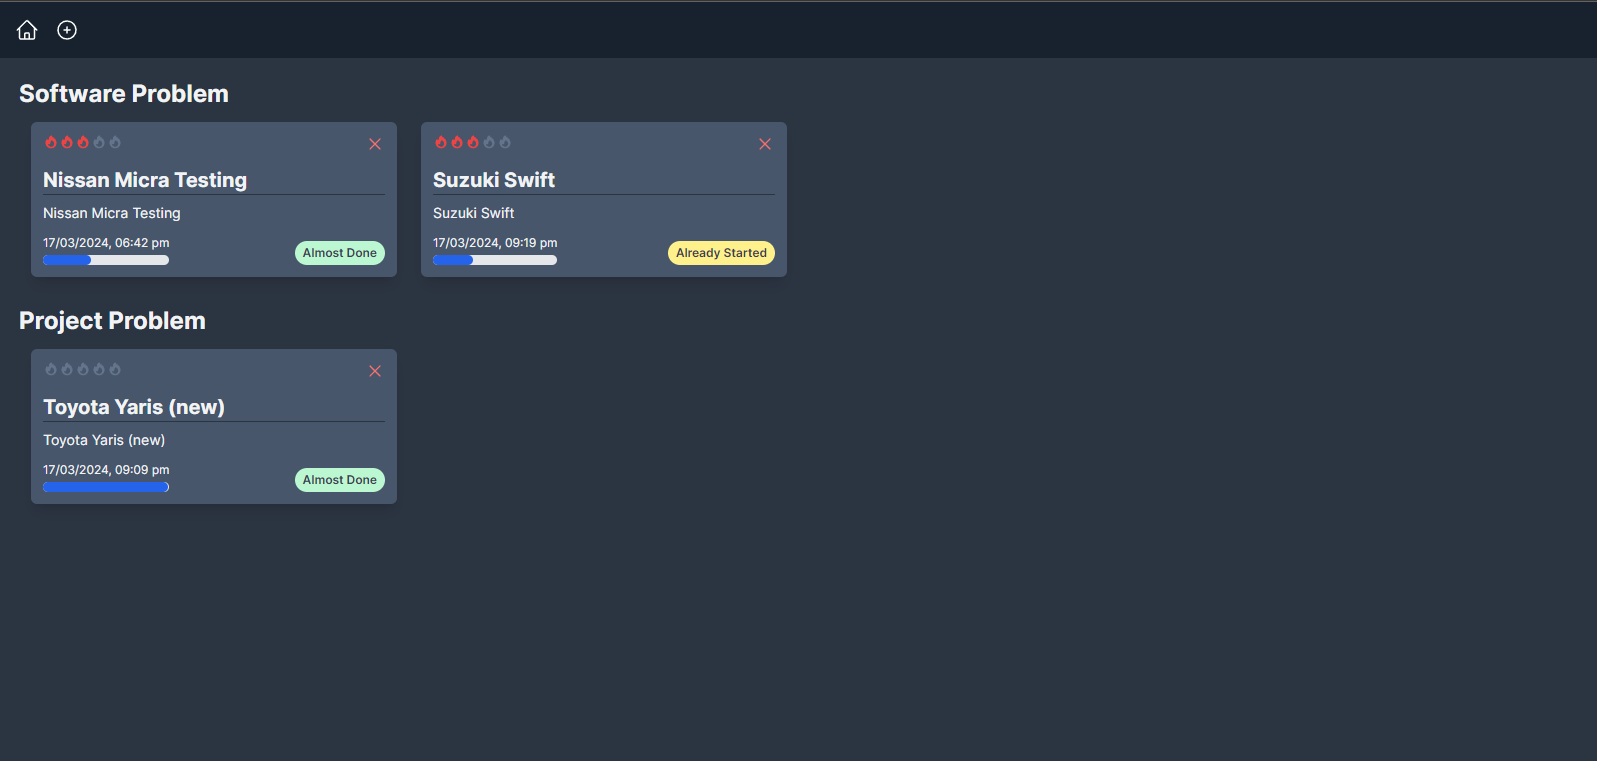 Software Problem
Nissan Micra Testing
Nissan Micra Testing
17/03/2024, 06:42 pm
Almost Done
Suzuki Swift
Suzuki Swift
17/03/2024, 09:19 pm
Already Started
Project Problem
Toyota Yaris (new)
Toyota Yaris (new)
17/03/2024, 09:09 pm
Almost Done